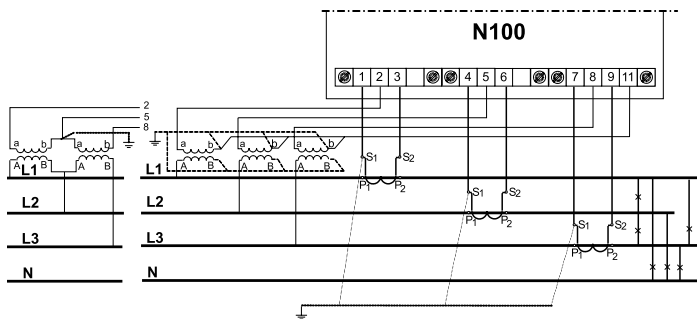 N100
1 2 3 4 5 6 7 8 9 11
2
5
8
a b a b a b a b a b
A B A B A B A B A B
S1 S2
L1 L1
P1 P2
S1 S2
L2 L2
P1 P2
S1 S2
L3 L3
P1 P2
N N